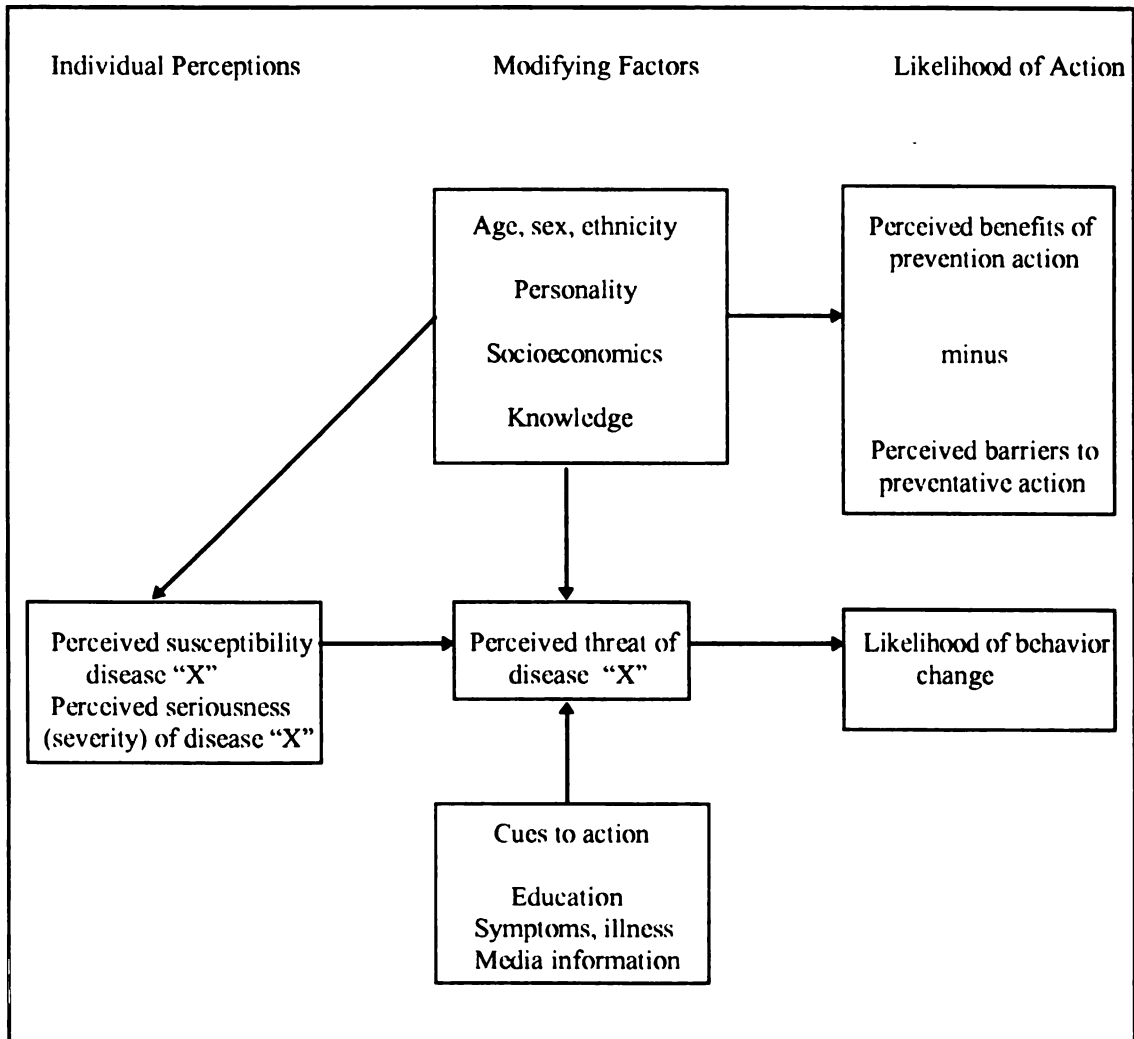 Individual Perceptions
Modifying Factors
Likelihood of Action
Age, sex, ethnicity
Personality
Socioeconomics
Knowledge
Perceived benefits of
prevention action
minus
Perceived barriers to
preventative action
Perceived susceptibility
disease “X”
Perceived seriousness
(severity) of disease “X”
Perceived threat of
disease “X”
Likelihood of behavior
change
Cues to action
Education
Symptoms, illness
Media information